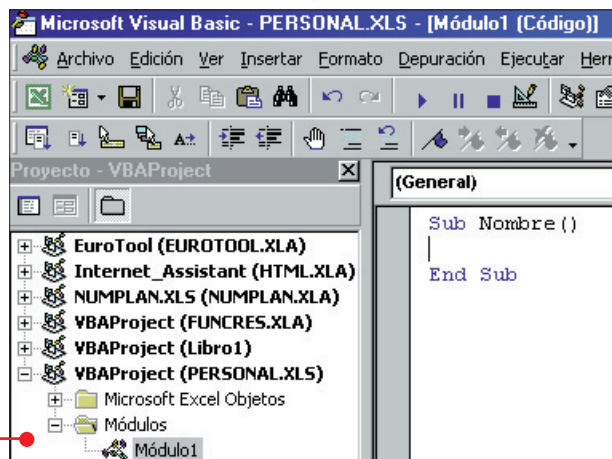 Microsoft Visual Basic - PERSONAL.XLS - [Módulo1 (Código)]
Archivo Edición Ver Insertar Formato Depuración Ejecutar Herr
Proyecto - VBAProject
(General)
Sub Nombre()
End Sub
EuroTool (EUROTOOL.XLA)
Internet_Assistant (HTML.XLA)
NUMPLAN.XLS (NUMPLAN.XLS)
VBAProject (FUNCRES.XLA)
VBAProject (Libro1)
VBAProject (PERSONAL.XLS)
Microsoft Excel Objetos
Módulos
Módulo1